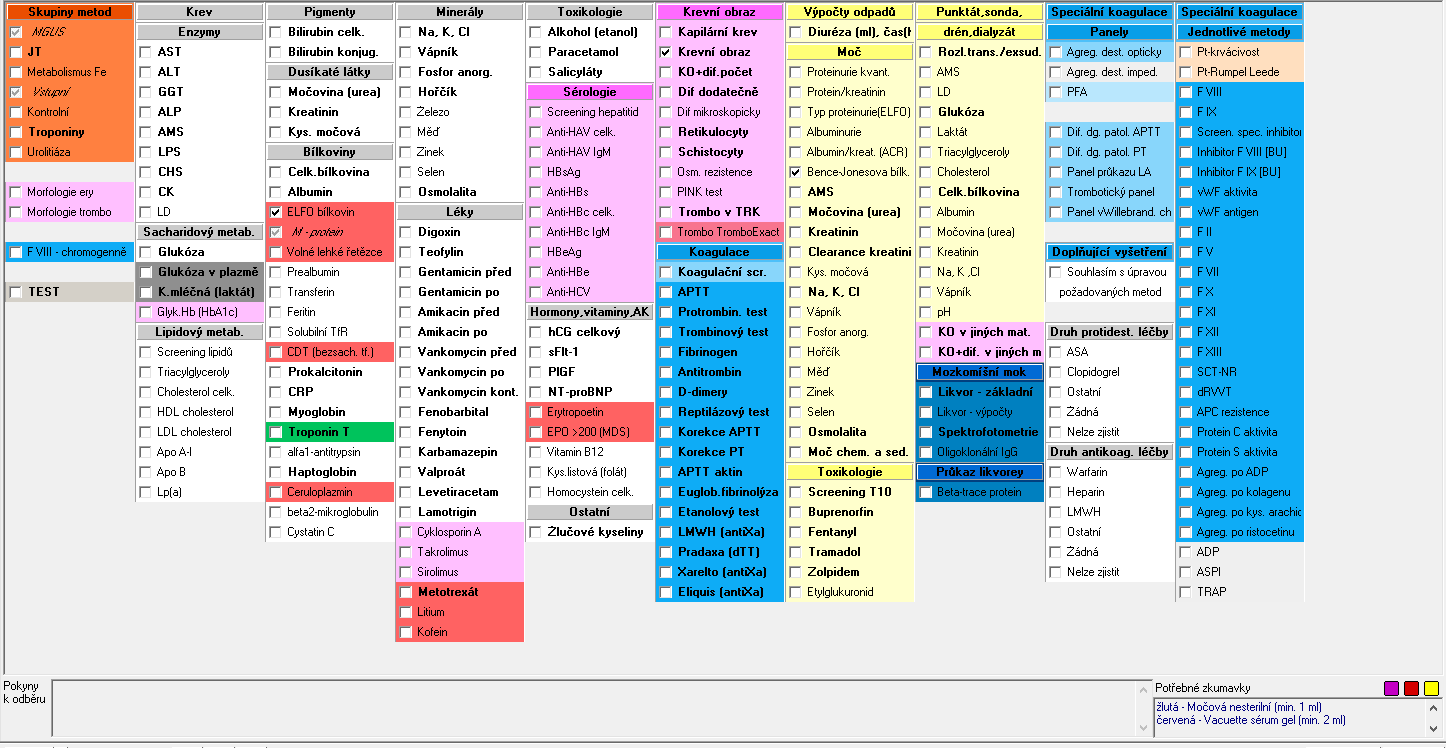 Skupiny metod
MGUS
JT
Metabolismus Fe
Vstupní
Kontrolní
Troponiny
Urolitiáza
Morfologie ery
Morfologie trombo
F VIII - chromogenně
TEST
Krev
Enzymy
AST
ALT
GGT
ALP
AMS
LPS
CHS
CK
LD
Sacharidový metab.
Glukóza
Glukóza v plazmě
K.mléčná (laktát)
Glyk.Hb (HbA1c)
Lipidový metab.
Screening lipidů
Triacylglyceroly
Cholesterol celk.
HDL cholesterol
LDL cholesterol
Apo A-I
Apo B
Lp(a)
Pigmenty
Bilirubin celk.
Bilirubin konjug.
Dusíkaté látky
Močovina (urea)
Kreatinin
Kys. močová
Bílkoviny
Celk.bílkovina
Albumin
ELFO bílkovin
M - protein
Volné lehké řetězce
Prealbumin
Transferin
Feritin
Solubilní TfR
CDT (bezsach. tf.)
Prokalcitonin
CRP
Myoglobin
Troponin T
alfa1-antitrypsin
Haptoglobin
Ceruloplazmin
beta2-mikroglobulin
Cystatin C
Minerály
Na, K, Cl
Vápník
Fosfor anorg.
Hořčík
Železo
Měď
Zinek
Selen
Osmolalita
Léky
Digoxin
Teofylin
Gentamicin před
Gentamicin po
Amikacin před
Amikacin po
Vankomycin před
Vankomycin po
Vankomycin kont.
Fenobarbital
Fenytoin
Karbamazepin
Valproát
Levetiracetam
Lamotrigin
Cyklosporin A
Takrolimus
Sirolimus
Metotrexát
Litium
Kofein
Toxikologie
Alkohol (etanol)
Paracetamol
Salicyláty
Sérologie
Screening hepatitid
Anti-HAV celk.
Anti-HAV IgM
HBsAg
Anti-HBs
Anti-HBc celk.
Anti-HBc IgM
HBeAg
Anti-HBe
Anti-HCV
Hormony,vitaminy,AK
hCG celkový
sFlt-1
PlGF
NT-proBNP
Erytropoetin
EPO >200 (MDS)
Vitamin B12
Kys.listová (folát)
Homocystein celk.
Ostatní
Žlučové kyseliny
Krevní obraz
Kapilární krev
Krevní obraz
KO+dif.počet
Dif dodatečně
Dif mikroskopicky
Retikulocyty
Schistocyty
Osm. rezistence
PINK test
Trombo v TRK
Trombo TromboExact
Koagulace
Koagulační scr.
APTT
Protrombin. test
Trombinový test
Fibrinogen
Antitrombin
D-dimery
Reptilázový test
Korekce APTT
Korekce PT
APTT aktin
Euglob.fibrinolýza
Etanolový test
LMWH (antiXa)
Pradaxa (dTT)
Xarelto (antiXa)
Eliquis (antiXa)
Výpočty odpadů
Diuréza (ml), čas(h
Moč
Proteinurie kvant.
Protein/kreatinin
Typ proteinurie(ELFO)
Albuminurie
Albumin/kreat. (ACR)
Bence-Jonesova bílk.
AMS
Močovina (urea)
Kreatinin
Clearance kreatini
Kys. močová
Na, K, Cl
Vápník
Fosfor anorg.
Hořčík
Měď
Zinek
Selen
Osmolalita
Moč chem. a sed.
Toxikologie
Screening T10
Buprenorfin
Fentanyl
Tramadol
Zolpidem
Etylglukuronid
Punktát,sonda,
drén,dialyzát
Rozl.trans./exsud.
AMS
LD
Glukóza
Laktát
Triacylglyceroly
Cholesterol
Celk.bílkovina
Albumin
Močovina (urea)
Kreatinin
Na, K ,Cl
Vápník
pH
KO v jiných mat.
KO+dif. v jiných m
Mozkomíšní mok
Likvor - základní
Likvor - výpočty
Spektrofotometrie
Oligoklonální IgG
Průkaz likvorey
Beta-trace protein
Speciální koagulace
Panely
Agreg. dest. opticky
Agreg. dest. imped.
PFA
Dif. dg. patol. APTT
Dif. dg. patol. PT
Panel průkazu LA
Trombotický panel
Panel vWillebrand. ch
Doplňující vyšetření
Souhlasím s úpravou
požadovaných metod
Druh protidest. léčby
ASA
Clopidogrel
Ostatní
Žádná
Nelze zjistit
Druh antikoag. léčby
Warfarin
Heparin
LMWH
Ostatní
Žádná
Nelze zjistit
Speciální koagulace
Jednotlivé metody
Pt-krvácivost
Pt-Rumpel Leede
F VIII
F IX
Screen. spec. inhibitor
Inhibitor F VIII [BU]
Inhibitor F IX [BU]
vWF aktivita
vWF antigen
F II
F V
F VII
F X
F XI
F XII
F XIII
SCT-NR
dRVVT
APC rezistence
Protein C aktivita
Protein S aktivita
Agreg. po ADP
Agreg. po kolagenu
Agreg. po kys. arachic
Agreg. po ristocetinu
ADP
ASPI
TRAP
Pokyny
k odběru
Potřebné zkumavky
žlutá - Močová nesterilní (min. 1 ml)
červená - Vacuette sérum gel (min. 2 ml)